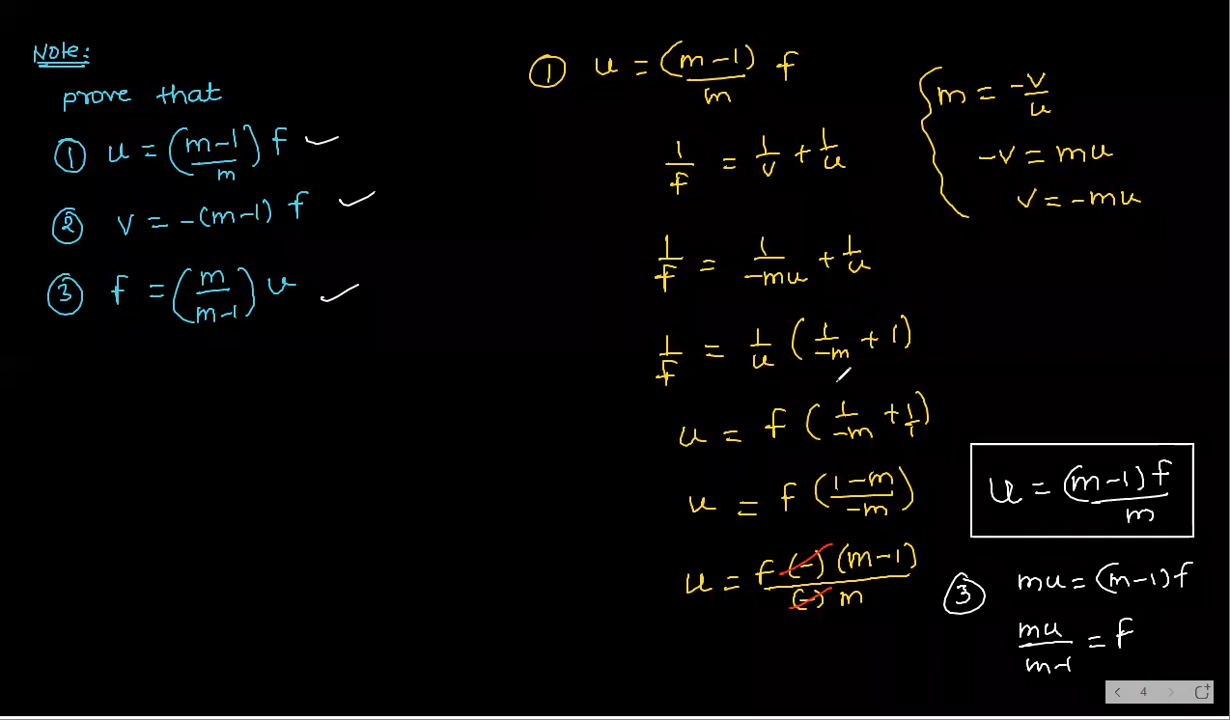 Note:
prove that
① u = (m-1/m) f ✓
② v = -(m-1) f ✓
③ f = (m/m-1) u ✓
① u = (m-1)/m f
1/f = 1/v + 1/u
1/f = 1/-mu + 1/u
1/f = 1/u (1/-m + 1)
u = f (1/-m + 1/1)
u = f (1-m/-m)
u = f (-) (m-1) / (-) m
{ m = -v/u
-v = mu
v = -mu
u = (m-1) f / m
③ mu = (m-1) f
mu/m-1 = f
< 4 >